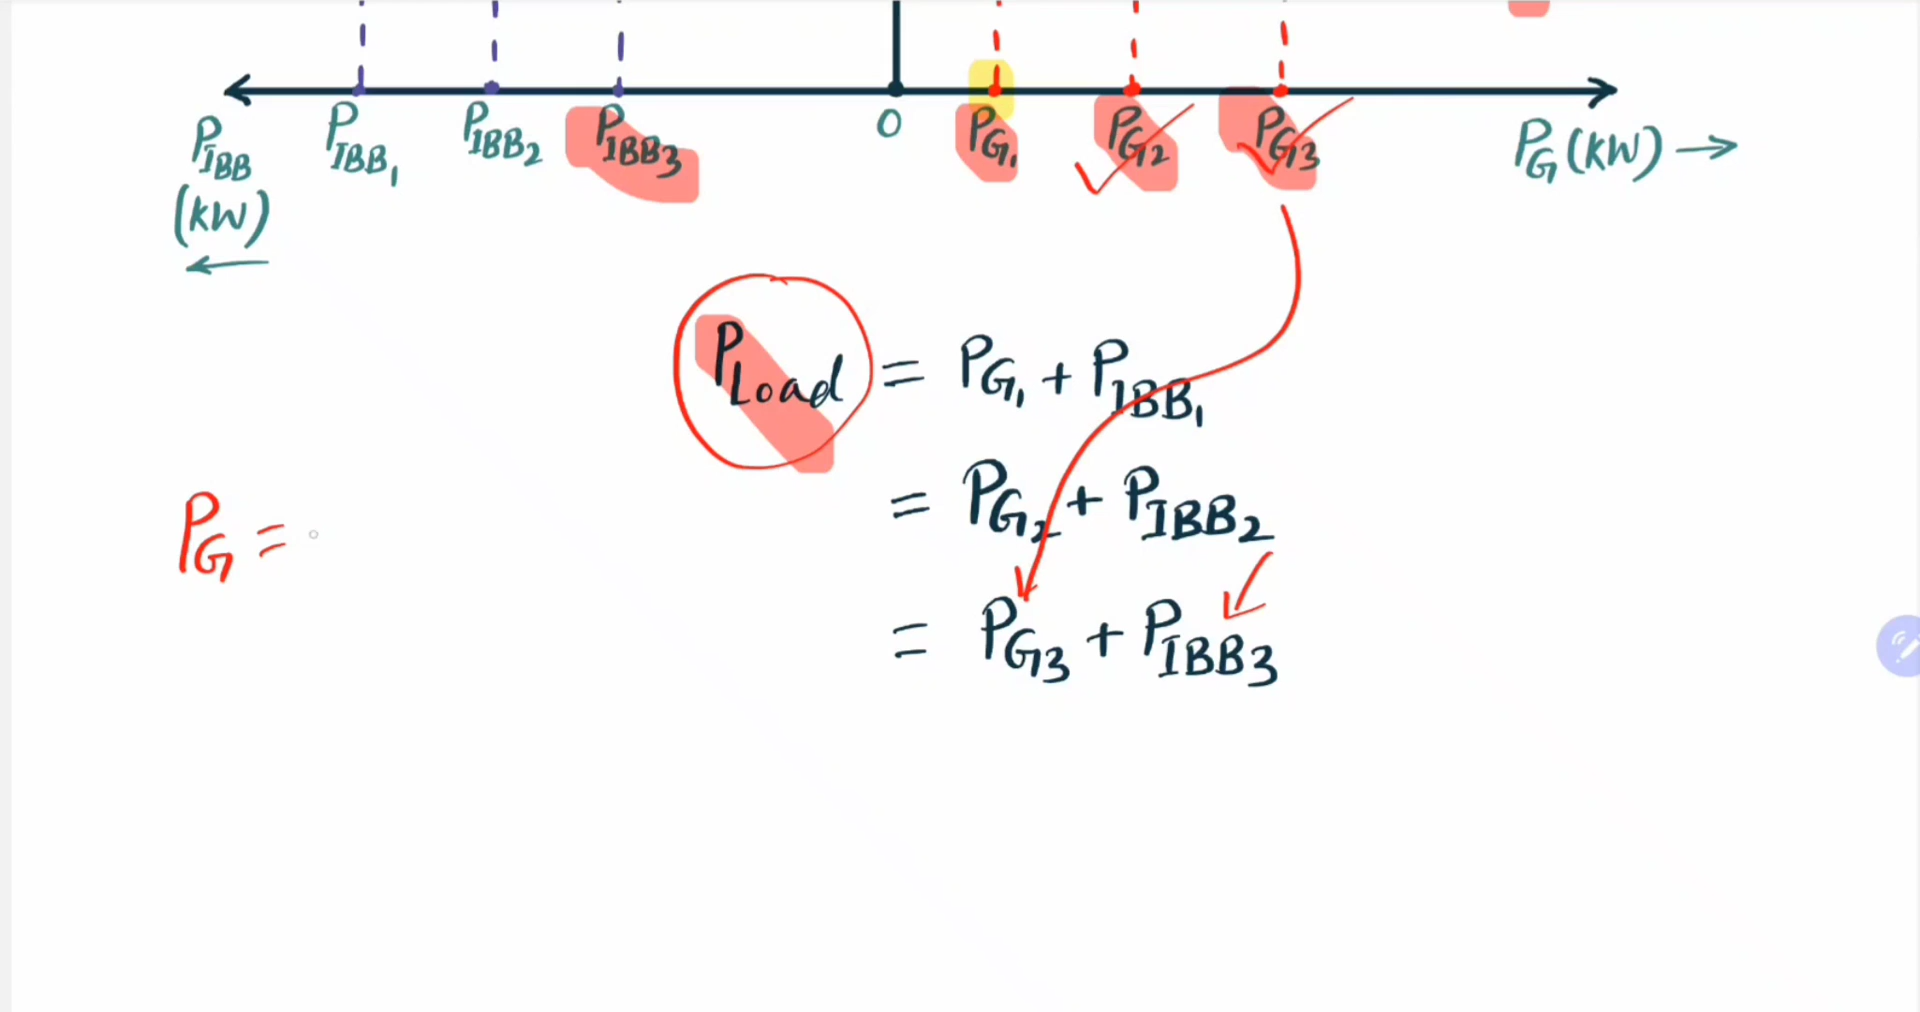 P_IBB (kW) ← P_IBB₁ P_IBB₂ P_IBB₃ 0 P_G₁ P_G₂ P_G₃ P_G (kW) →
P_Load = P_G₁ + P_IBB₁
= P_G₂ + P_IBB₂
P_G =
= P_G₃ + P_IBB₃